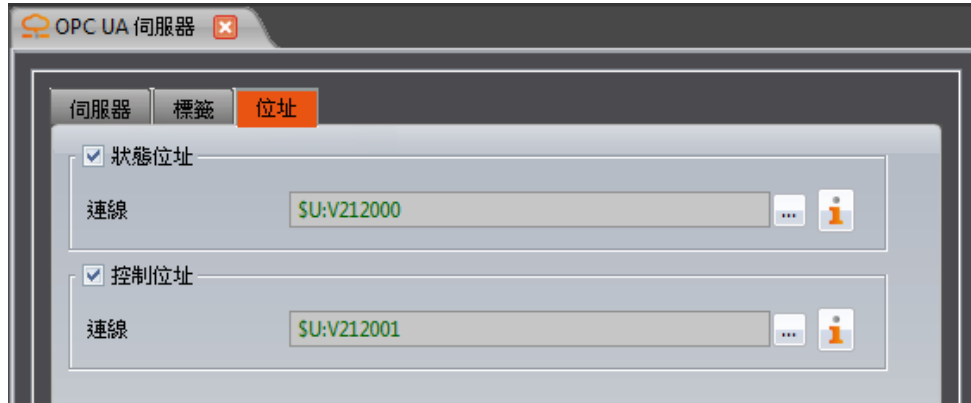 OPC UA 伺服器
伺服器 標籤 位址
狀態位址
連線 $U:V212000 ...
控制位址
連線 $U:V212001 ...